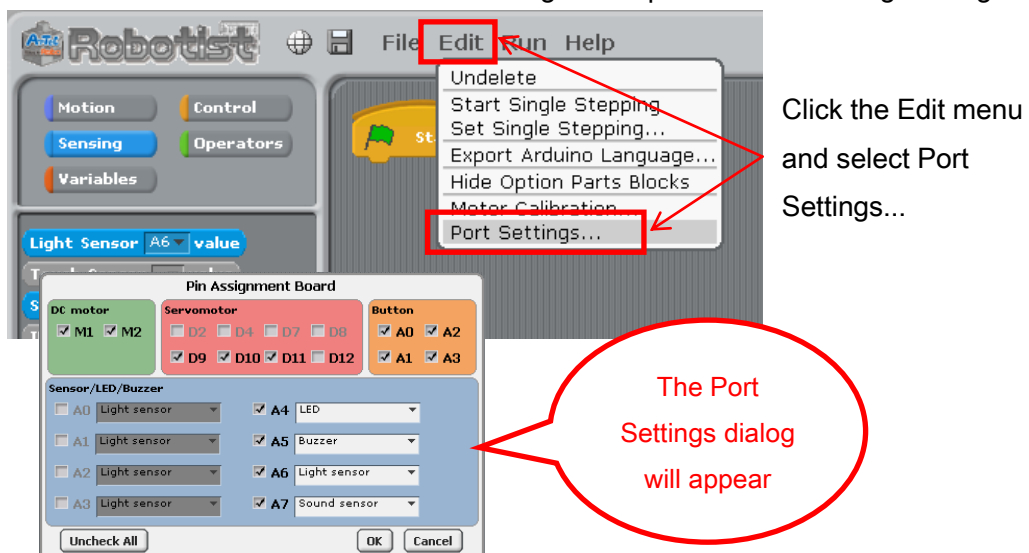 ArTec Robotist File Edit Run Help
Undelete
Start Single Stepping
Set Single Stepping...
Export Arduino Language...
Hide Option Parts Blocks
Motor Calibration...
Port Settings...
Motion Control
Sensing Operators
Variables
Light Sensor A6 value
Click the Edit menu
and select Port
Settings...
Pin Assignment Board
DC motor Servomotor Button
M1 M2 D2 D4 D7 D8 A0 A2
D9 D10 D11 D12 A1 A3
Sensor/LED/Buzzer
A0 Light sensor A4 LED
A1 Light sensor A5 Buzzer
A2 Light sensor A6 Light sensor
A3 Light sensor A7 Sound sensor
Uncheck All OK Cancel
The Port
Settings dialog
will appear